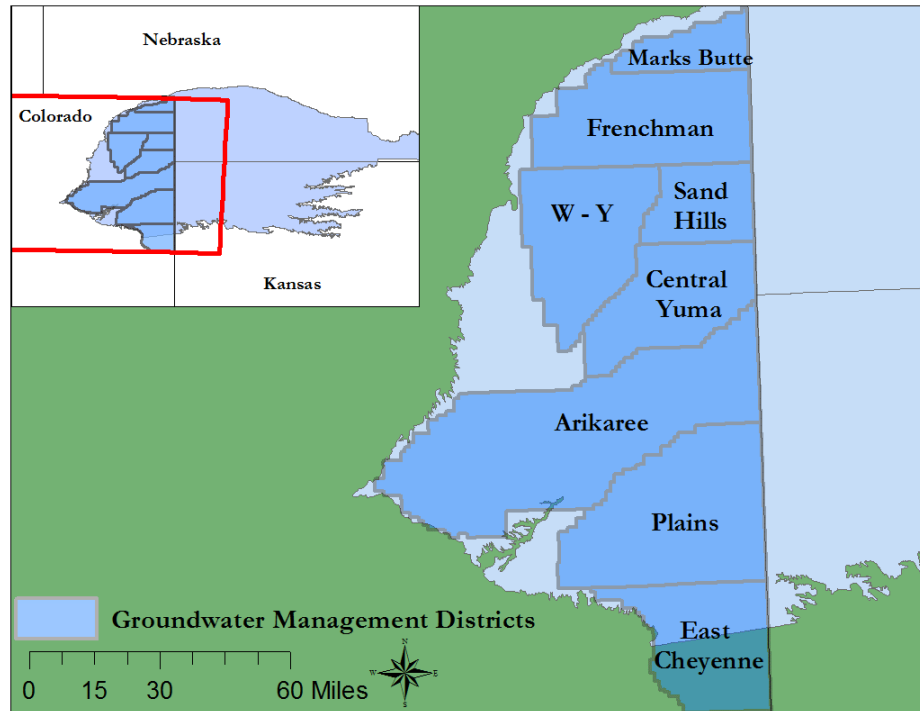 Nebraska
Colorado
Kansas
Marks Butte
Frenchman
W - Y
Sand
Hills
Central
Yuma
Arikaree
Plains
East
Cheyenne
Groundwater Management Districts
0 15 30 60 Miles
N
W E
S